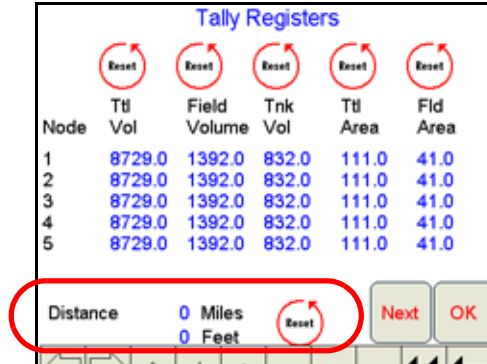 Tally Registers
Reset Reset Reset Reset Reset
Ttl Field Tnk Ttl Fld
Node Vol Volume Vol Area Area
1 8729.0 1392.0 832.0 111.0 41.0
2 8729.0 1392.0 832.0 111.0 41.0
3 8729.0 1392.0 832.0 111.0 41.0
4 8729.0 1392.0 832.0 111.0 41.0
5 8729.0 1392.0 832.0 111.0 41.0
Distance 0 Miles Reset Next OK
0 Feet